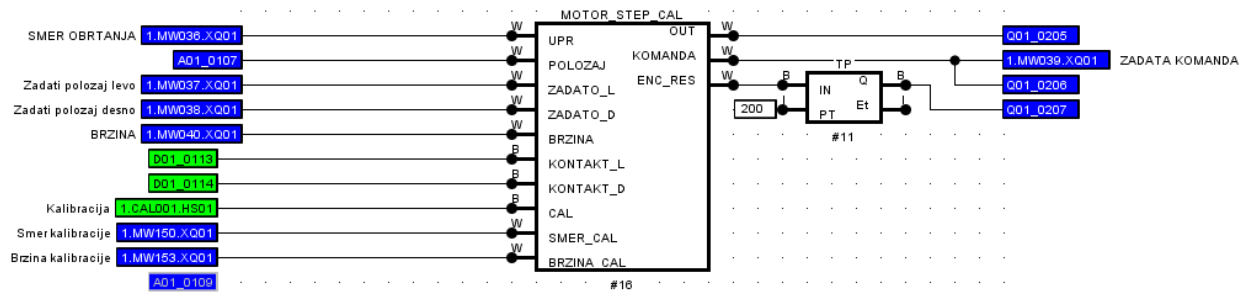 MOTOR_STEP_CAL
SMER OBRTANJA 1.MW036.XQ01 W UPR OUT W Q01_0205
A01_0107 W POLOZAJ KOMANDA W 1.MW039.XQ01 ZADATA KOMANDA
Zadati polozaj levo 1.MW037.XQ01 W ZADATO_L ENC_RES W B IN TP Q B Q01_0206
Zadati polozaj desno 1.MW038.XQ01 W ZADATO_D 200 PT Et Q01_0207
BRZINA 1.MW040.XQ01 W BRZINA #11
D01_0113 B KONTAKT_L
D01_0114 B KONTAKT_D
Kalibracija 1.CAL001.HS01 B CAL
Smer kalibracije 1.MW150.XQ01 W SMER_CAL
Brzina kalibracije 1.MW153.XQ01 W BRZINA_CAL
A01_0109 #16